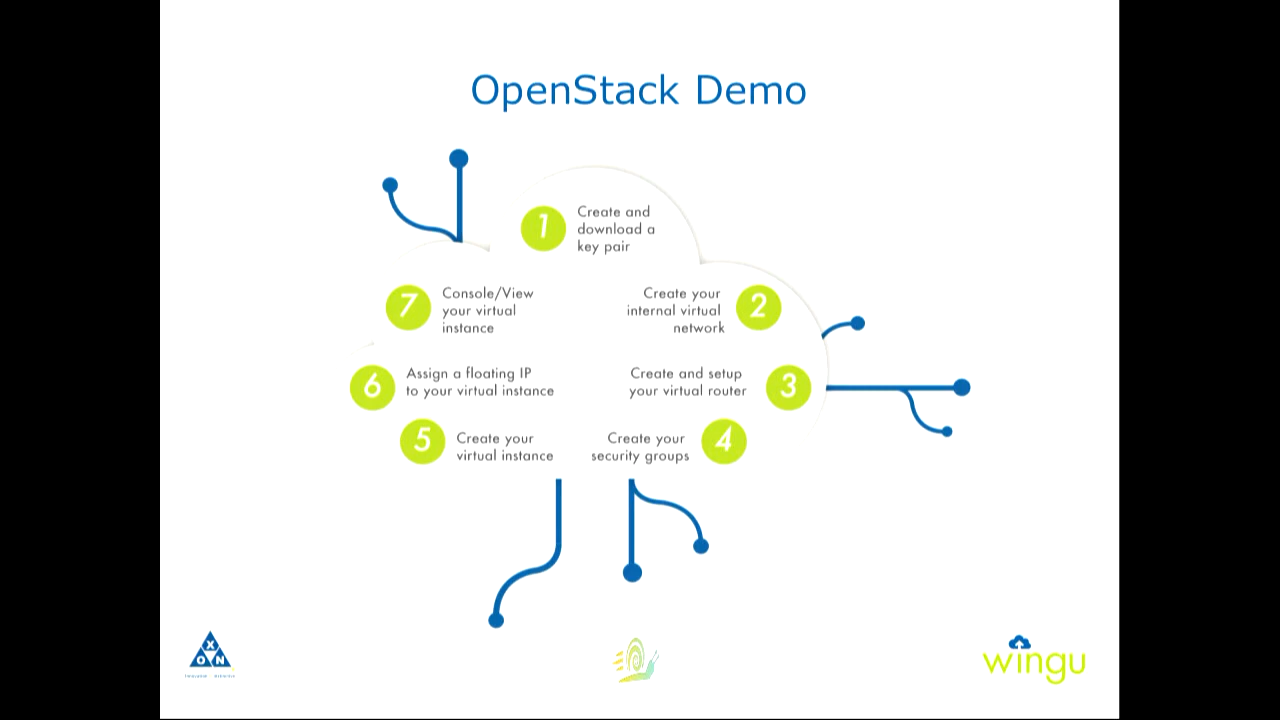 OpenStack Demo
1
Create and
download a
key pair
2
Create your
internal virtual
network
3
Create and setup
your virtual router
4
Create your
security groups
5
Create your
virtual instance
6
Assign a floating IP
to your virtual instance
7
Console/View
your virtual
instance
X
O N
wingu